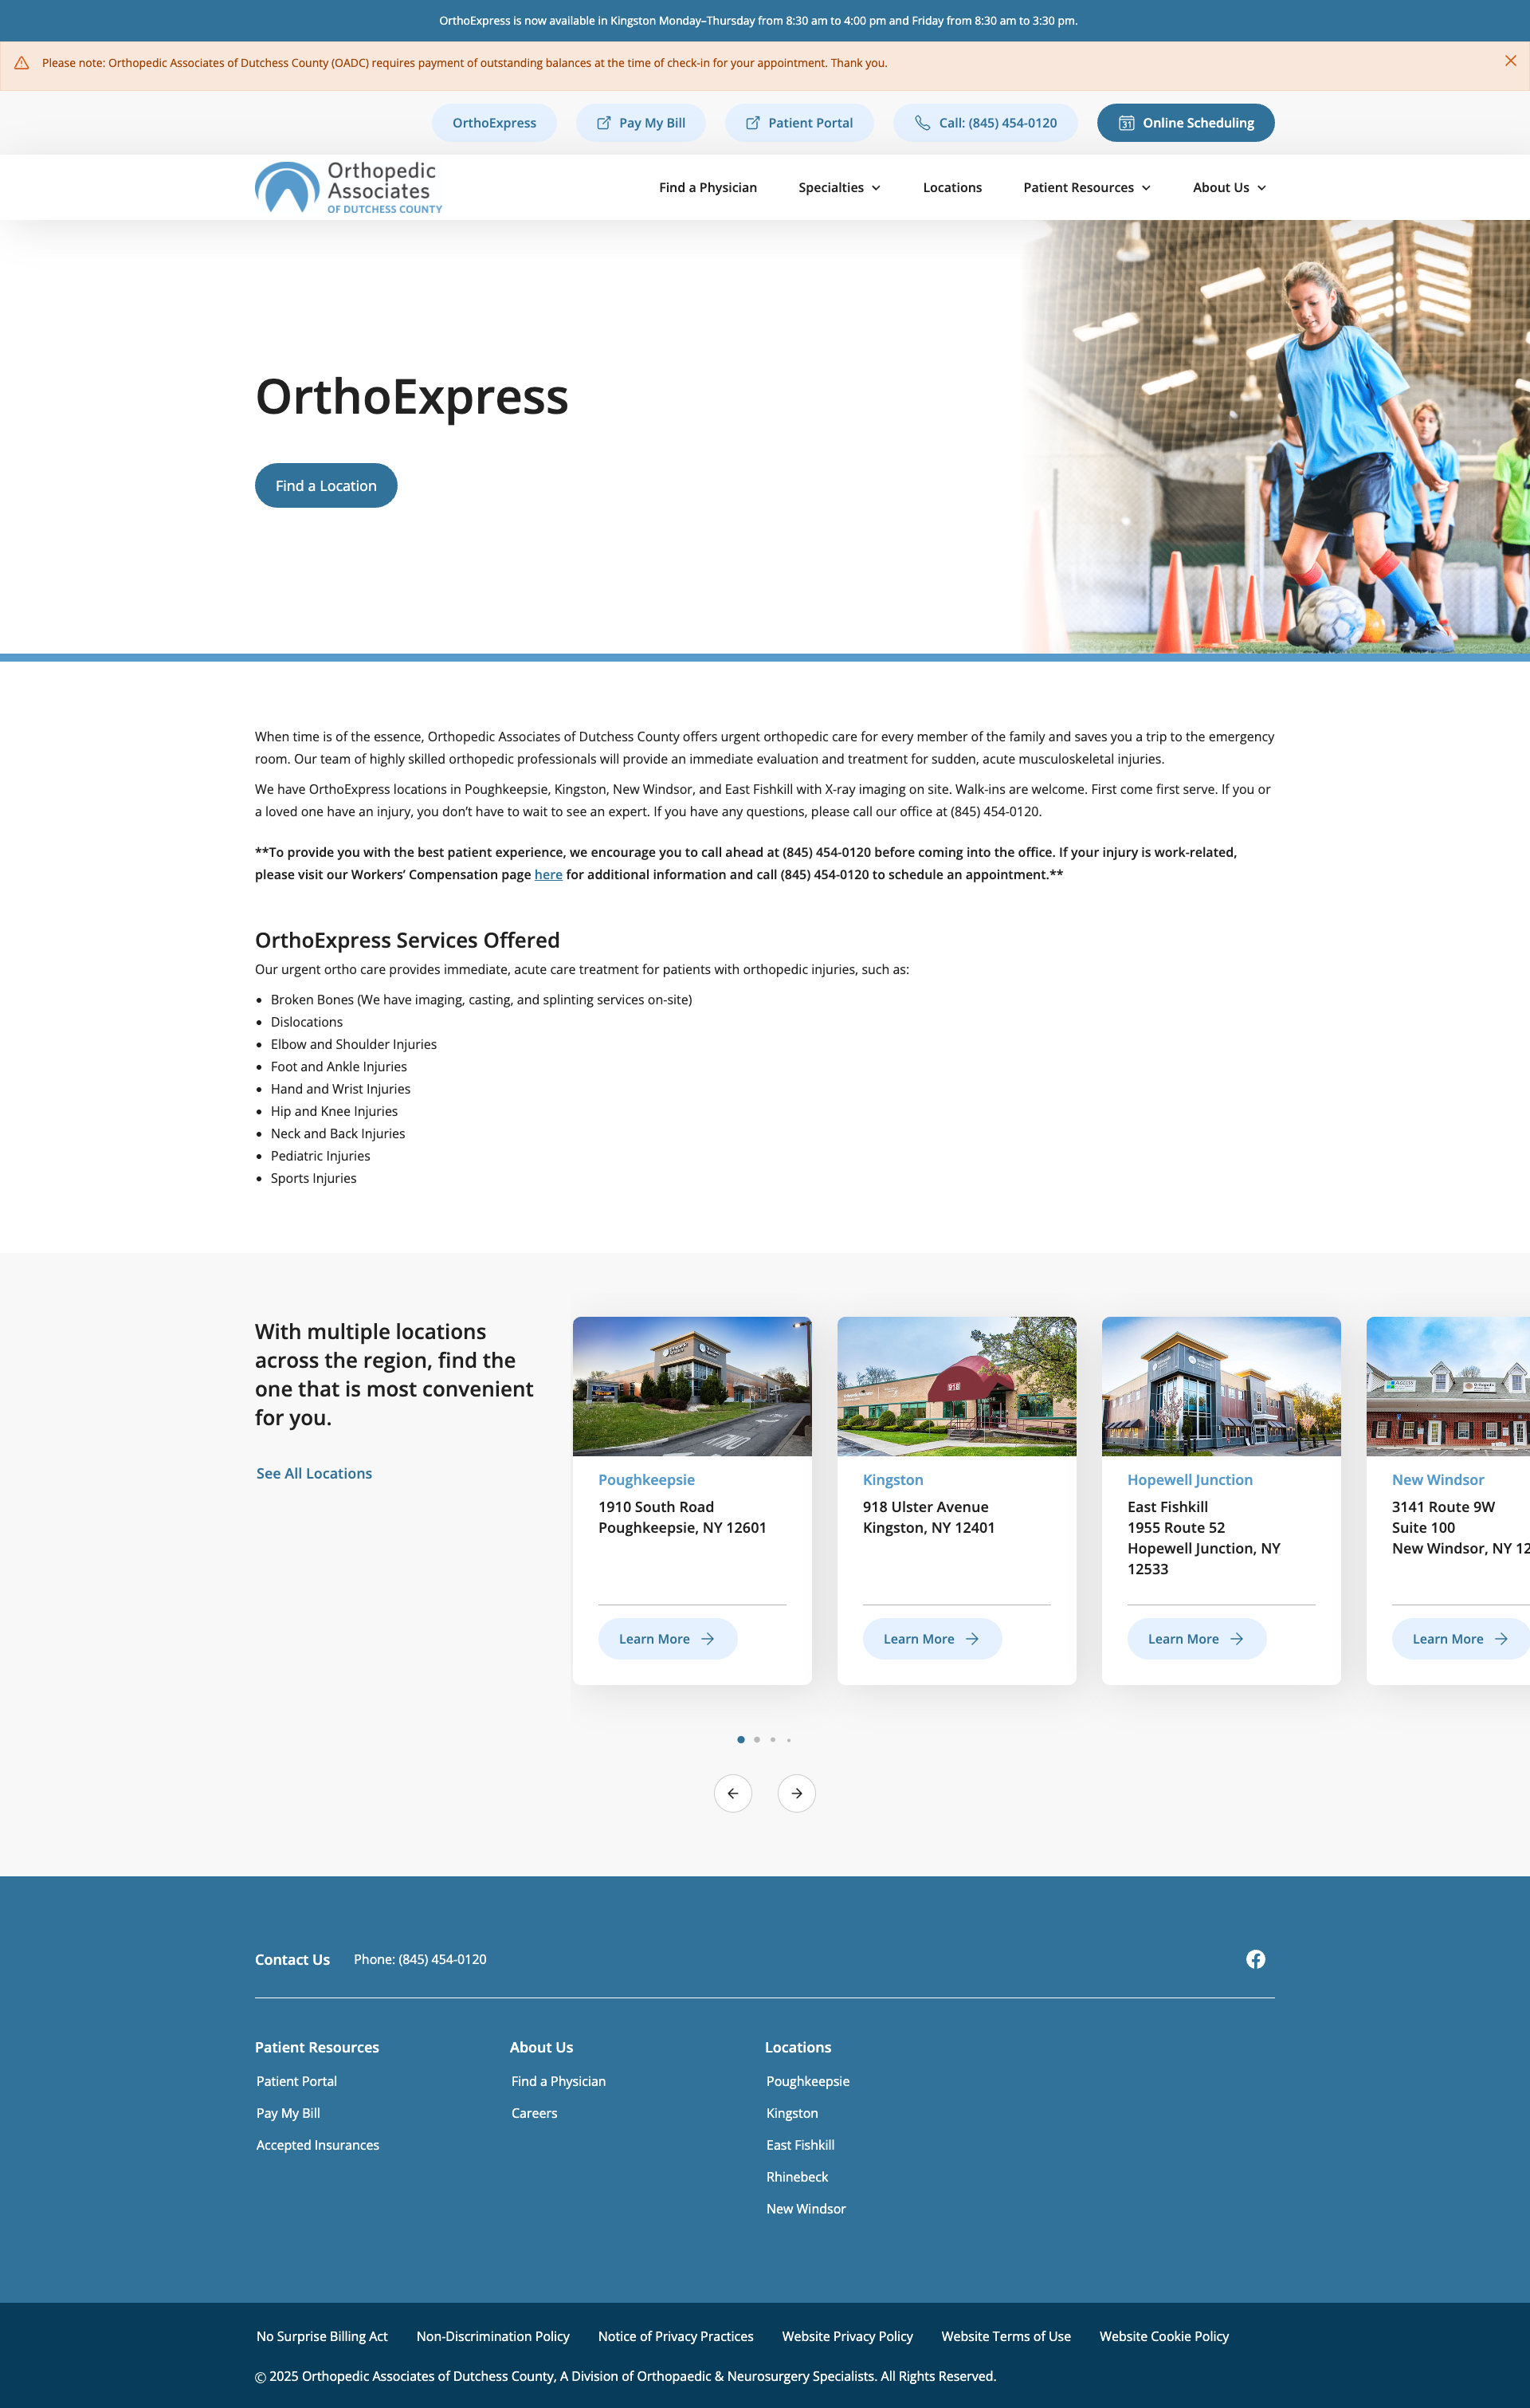 OrthoExpress is now available in Kingston Monday–Thursday from 8:30 am to 4:00 pm and Friday from 8:30 am to 3:30 pm.
Please note: Orthopedic Associates of Dutchess County (OADC) requires payment of outstanding balances at the time of check-in for your appointment. Thank you.
OrthoExpress
Pay My Bill
Patient Portal
Call: (845) 454-0120
31
Online Scheduling
Orthopedic
Associates
OF DUTCHESS COUNTY
Find a Physician
Specialties
Locations
Patient Resources
About Us
OrthoExpress
Find a Location
When time is of the essence, Orthopedic Associates of Dutchess County offers urgent orthopedic care for every member of the family and saves you a trip to the emergency
room. Our team of highly skilled orthopedic professionals will provide an immediate evaluation and treatment for sudden, acute musculoskeletal injuries.
We have OrthoExpress locations in Poughkeepsie, Kingston, New Windsor, and East Fishkill with X-ray imaging on site. Walk-ins are welcome. First come first serve. If you or
a loved one have an injury, you don’t have to wait to see an expert. If you have any questions, please call our office at (845) 454-0120.
**To provide you with the best patient experience, we encourage you to call ahead at (845) 454-0120 before coming into the office. If your injury is work-related,
please visit our Workers’ Compensation page here for additional information and call (845) 454-0120 to schedule an appointment.**
OrthoExpress Services Offered
Our urgent ortho care provides immediate, acute care treatment for patients with orthopedic injuries, such as:
• Broken Bones (We have imaging, casting, and splinting services on-site)
• Dislocations
• Elbow and Shoulder Injuries
• Foot and Ankle Injuries
• Hand and Wrist Injuries
• Hip and Knee Injuries
• Neck and Back Injuries
• Pediatric Injuries
• Sports Injuries
With multiple locations
across the region, find the
one that is most convenient
for you.
See All Locations
Poughkeepsie
1910 South Road
Poughkeepsie, NY 12601
Learn More
918
Kingston
918 Ulster Avenue
Kingston, NY 12401
Learn More
Hopewell Junction
East Fishkill
1955 Route 52
Hopewell Junction, NY
12533
Learn More
New Windsor
3141 Route 9W
Suite 100
New Windsor, NY 12
Learn More
Contact Us
Phone: (845) 454-0120
Patient Resources
Patient Portal
Pay My Bill
Accepted Insurances
About Us
Find a Physician
Careers
Locations
Poughkeepsie
Kingston
East Fishkill
Rhinebeck
New Windsor
No Surprise Billing Act
Non-Discrimination Policy
Notice of Privacy Practices
Website Privacy Policy
Website Terms of Use
Website Cookie Policy
© 2025 Orthopedic Associates of Dutchess County, A Division of Orthopaedic & Neurosurgery Specialists. All Rights Reserved.